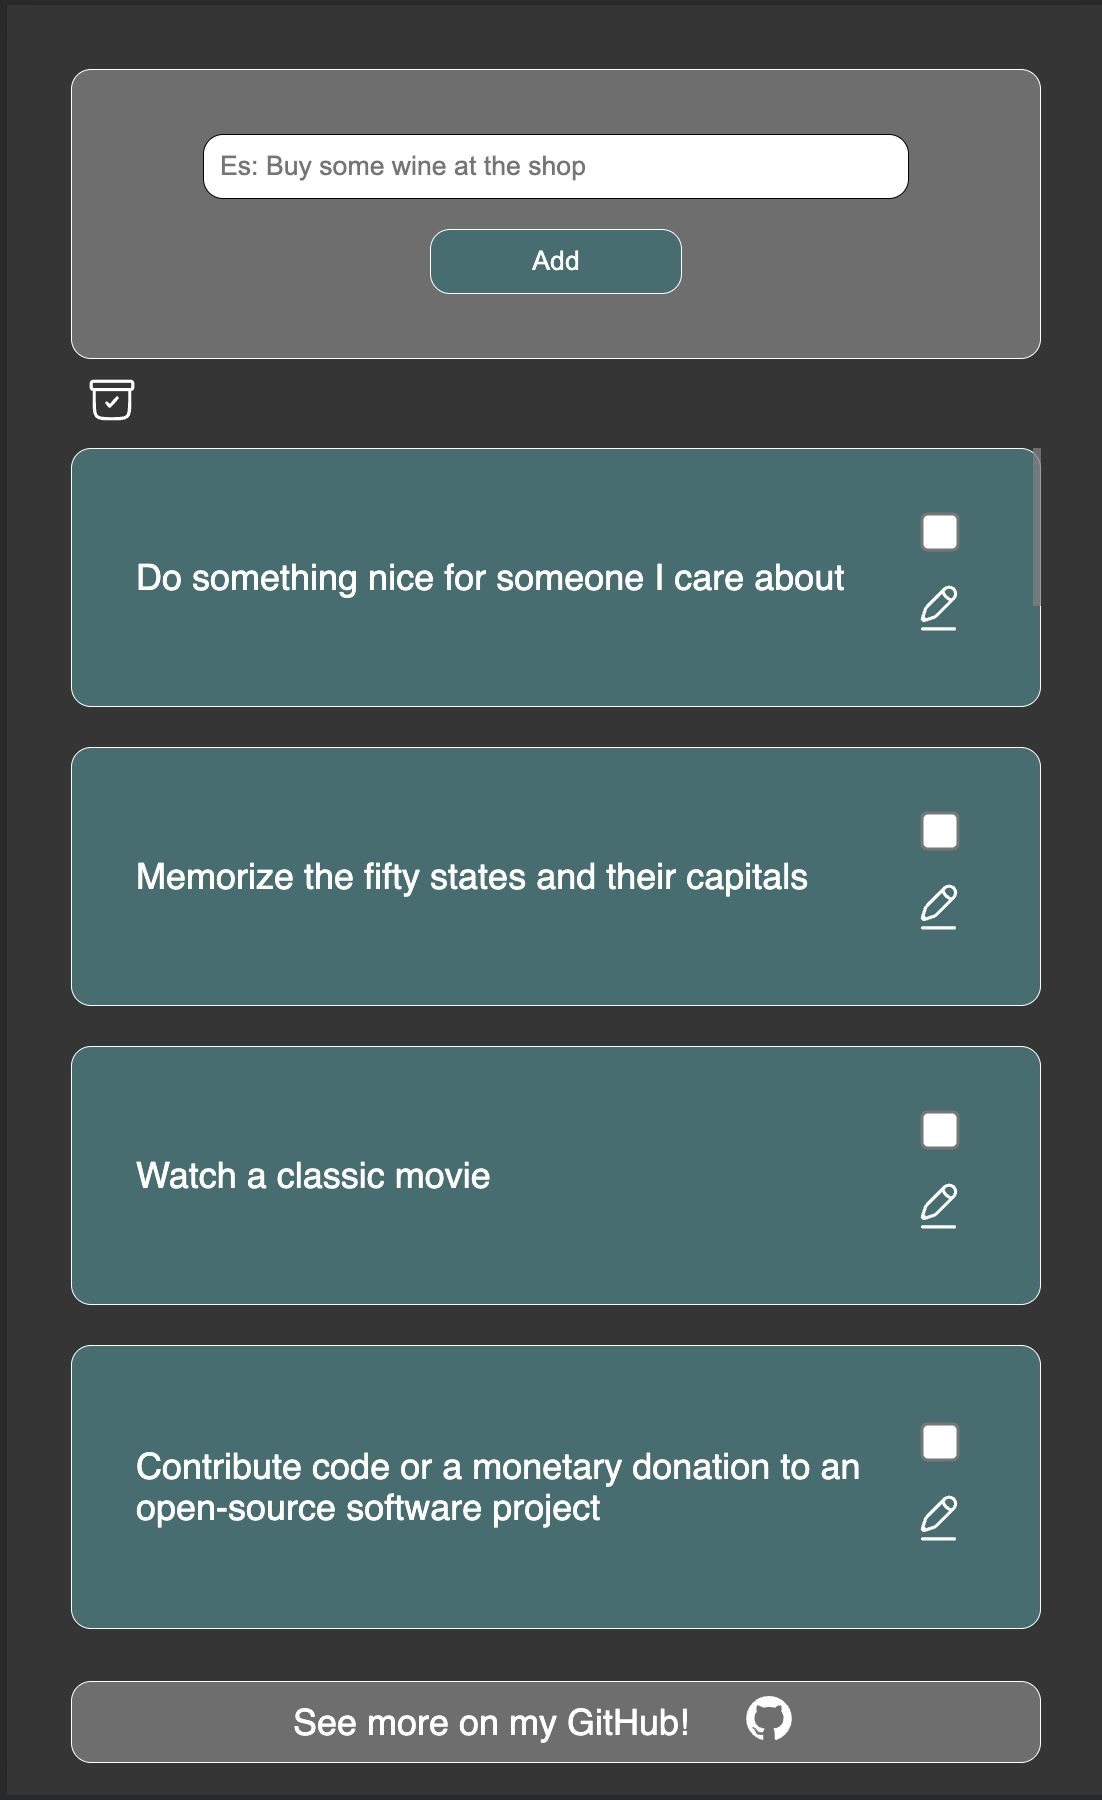 Es: Buy some wine at the shop
Add
Do something nice for someone I care about
Memorize the fifty states and their capitals
Watch a classic movie
Contribute code or a monetary donation to an
open-source software project
See more on my GitHub!